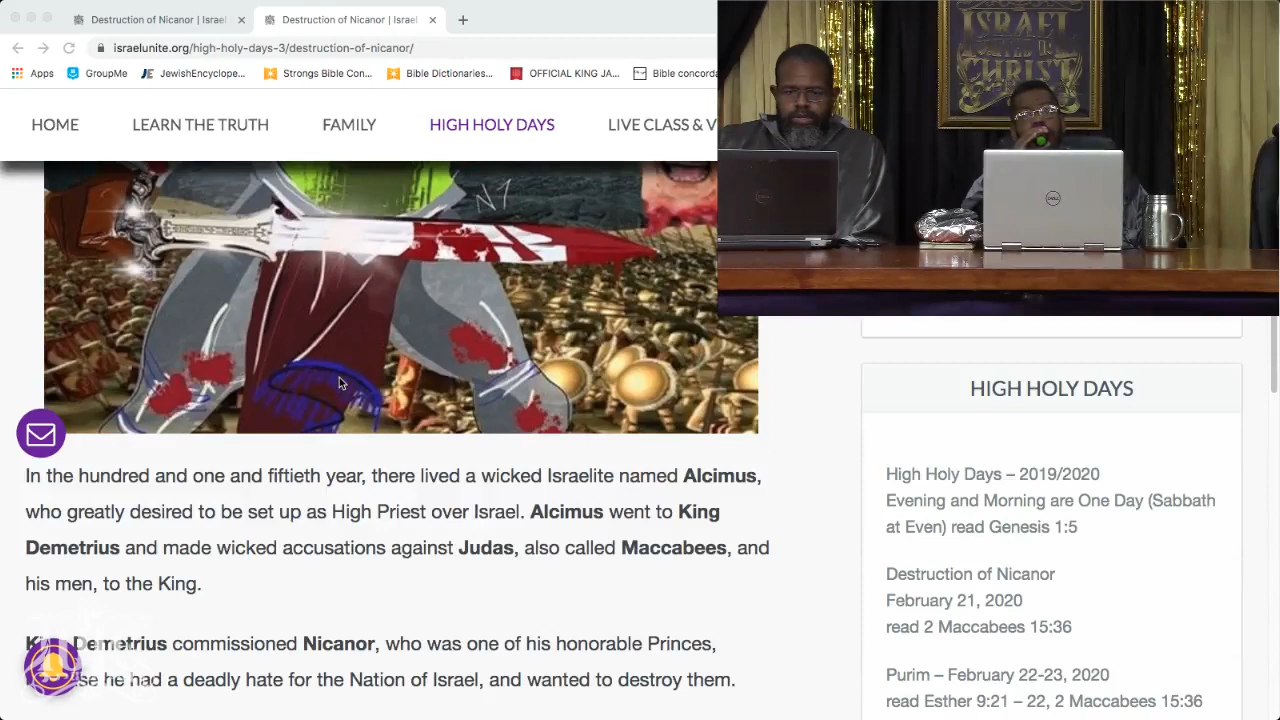 Destruction of Nicanor | Israel
Destruction of Nicanor | Israel
israelunite.org/high-holy-days-3/destruction-of-nicanor/
Apps GroupMe JewishEncyclope... Strongs Bible Con... Bible Dictionaries... OFFICIAL KING JA... Bible concorda
HOME LEARN THE TRUTH FAMILY HIGH HOLY DAYS LIVE CLASS & V
ISRAEL
UNITED IN
CHRIST
DELL
In the hundred and one and fiftieth year, there lived a wicked Israelite named Alcimus,
who greatly desired to be set up as High Priest over Israel. Alcimus went to King
Demetrius and made wicked accusations against Judas, also called Maccabees, and
his men, to the King.
Demetrius commissioned Nicanor, who was one of his honorable Princes,
he had a deadly hate for the Nation of Israel, and wanted to destroy them.
HIGH HOLY DAYS
High Holy Days – 2019/2020
Evening and Morning are One Day (Sabbath
at Even) read Genesis 1:5
Destruction of Nicanor
February 21, 2020
read 2 Maccabees 15:36
Purim – February 22-23, 2020
read Esther 9:21 – 22, 2 Maccabees 15:36